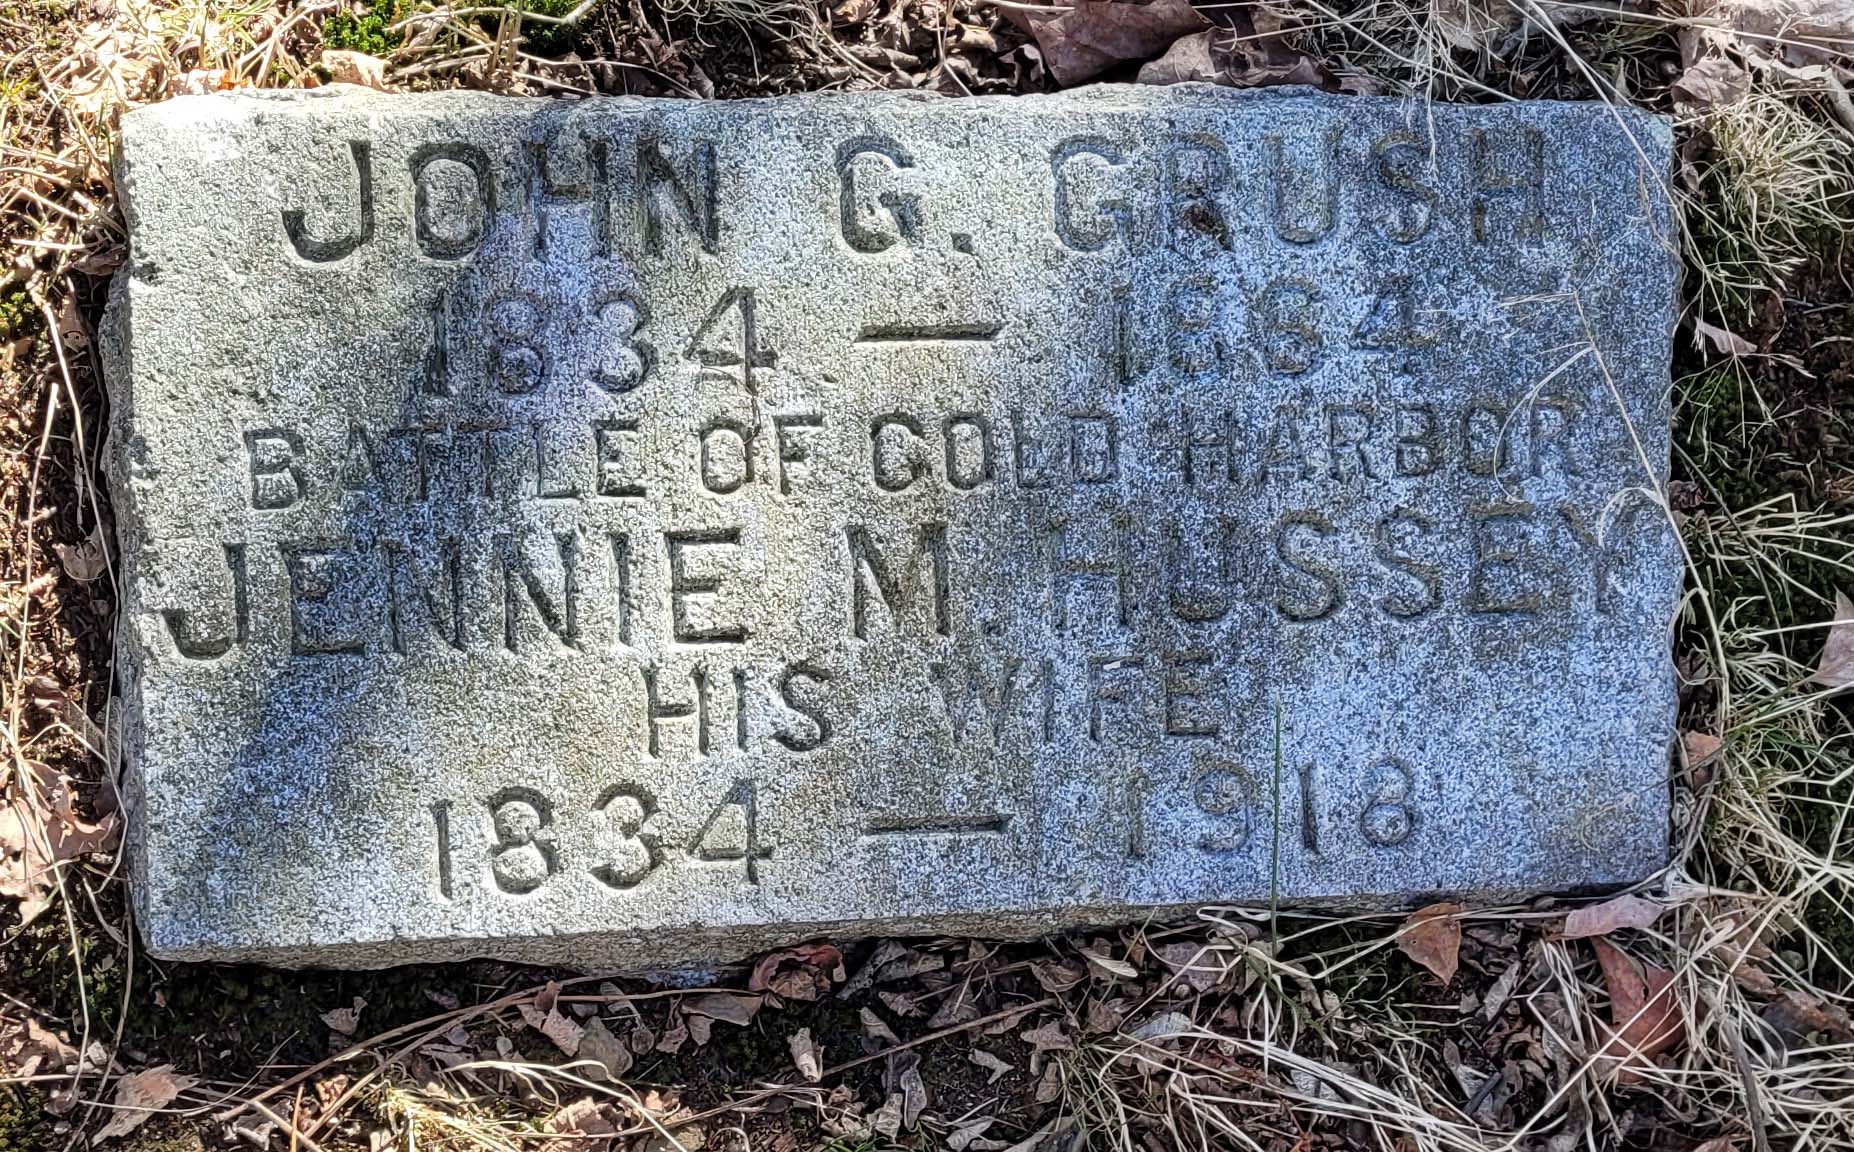 JOHN G. GRUSH
1834 — 1864
BATTLE OF COLD HARBOR
JENNIE M. HUSSEY
HIS WIFE
1834 — 1918